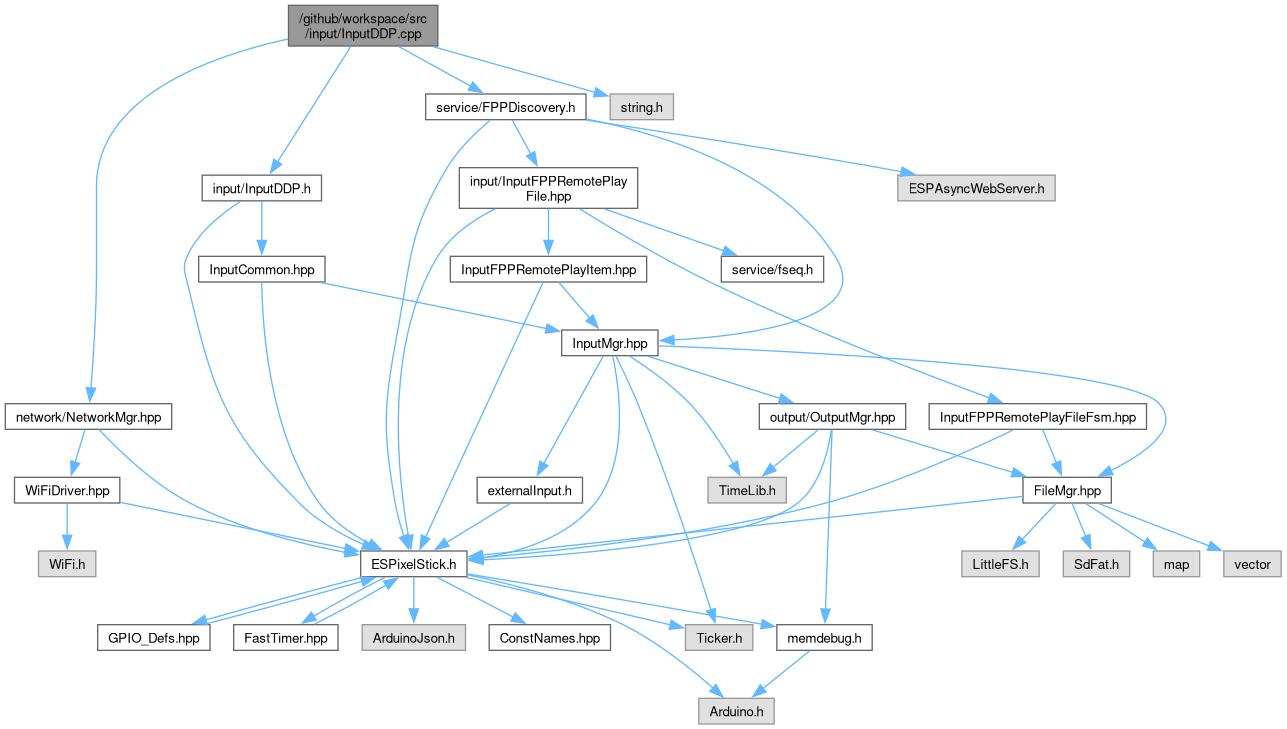 /github/workspace/src
/input/InputDDP.cpp
service/FPPDiscovery.h
string.h
input/InputDDP.h
input/InputFPPRemotePlay
File.hpp
ESPAsyncWebServer.h
InputCommon.hpp
InputFPPRemotePlayItem.hpp
service/fseq.h
InputMgr.hpp
network/NetworkMgr.hpp
output/OutputMgr.hpp
InputFPPRemotePlayFileFsm.hpp
WiFiDriver.hpp
externalInput.h
TimeLib.h
FileMgr.hpp
WiFi.h
ESPixelStick.h
LittleFS.h
SdFat.h
map
vector
GPIO_Defs.hpp
FastTimer.hpp
ArduinoJson.h
ConstNames.hpp
Ticker.h
memdebug.h
Arduino.h